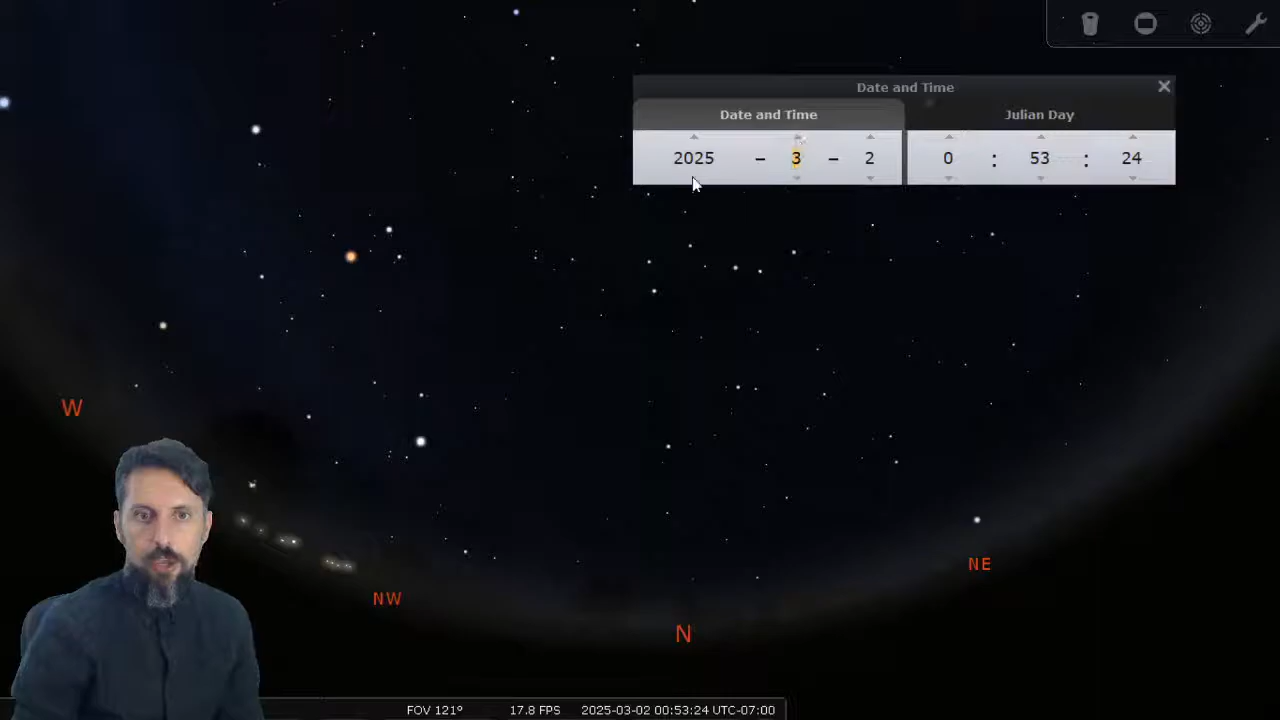 Date and Time
Date and Time
Julian Day
2025 – 3 – 2 0 : 53 : 24
W
NE
NW
N
FOV 121° 17.8 FPS 2025-03-02 00:53:24 UTC-07:00